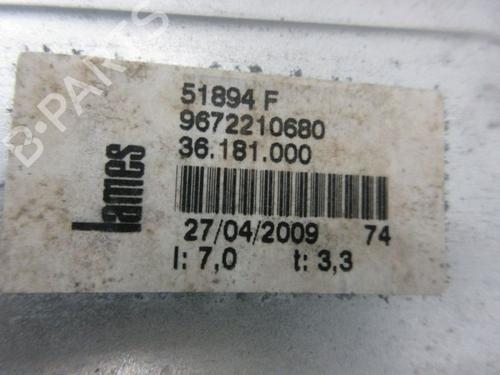 B-PARTS
lames
51894 F
9672210680
36.181.000
27/04/2009 74
I: 7,0 t: 3,3